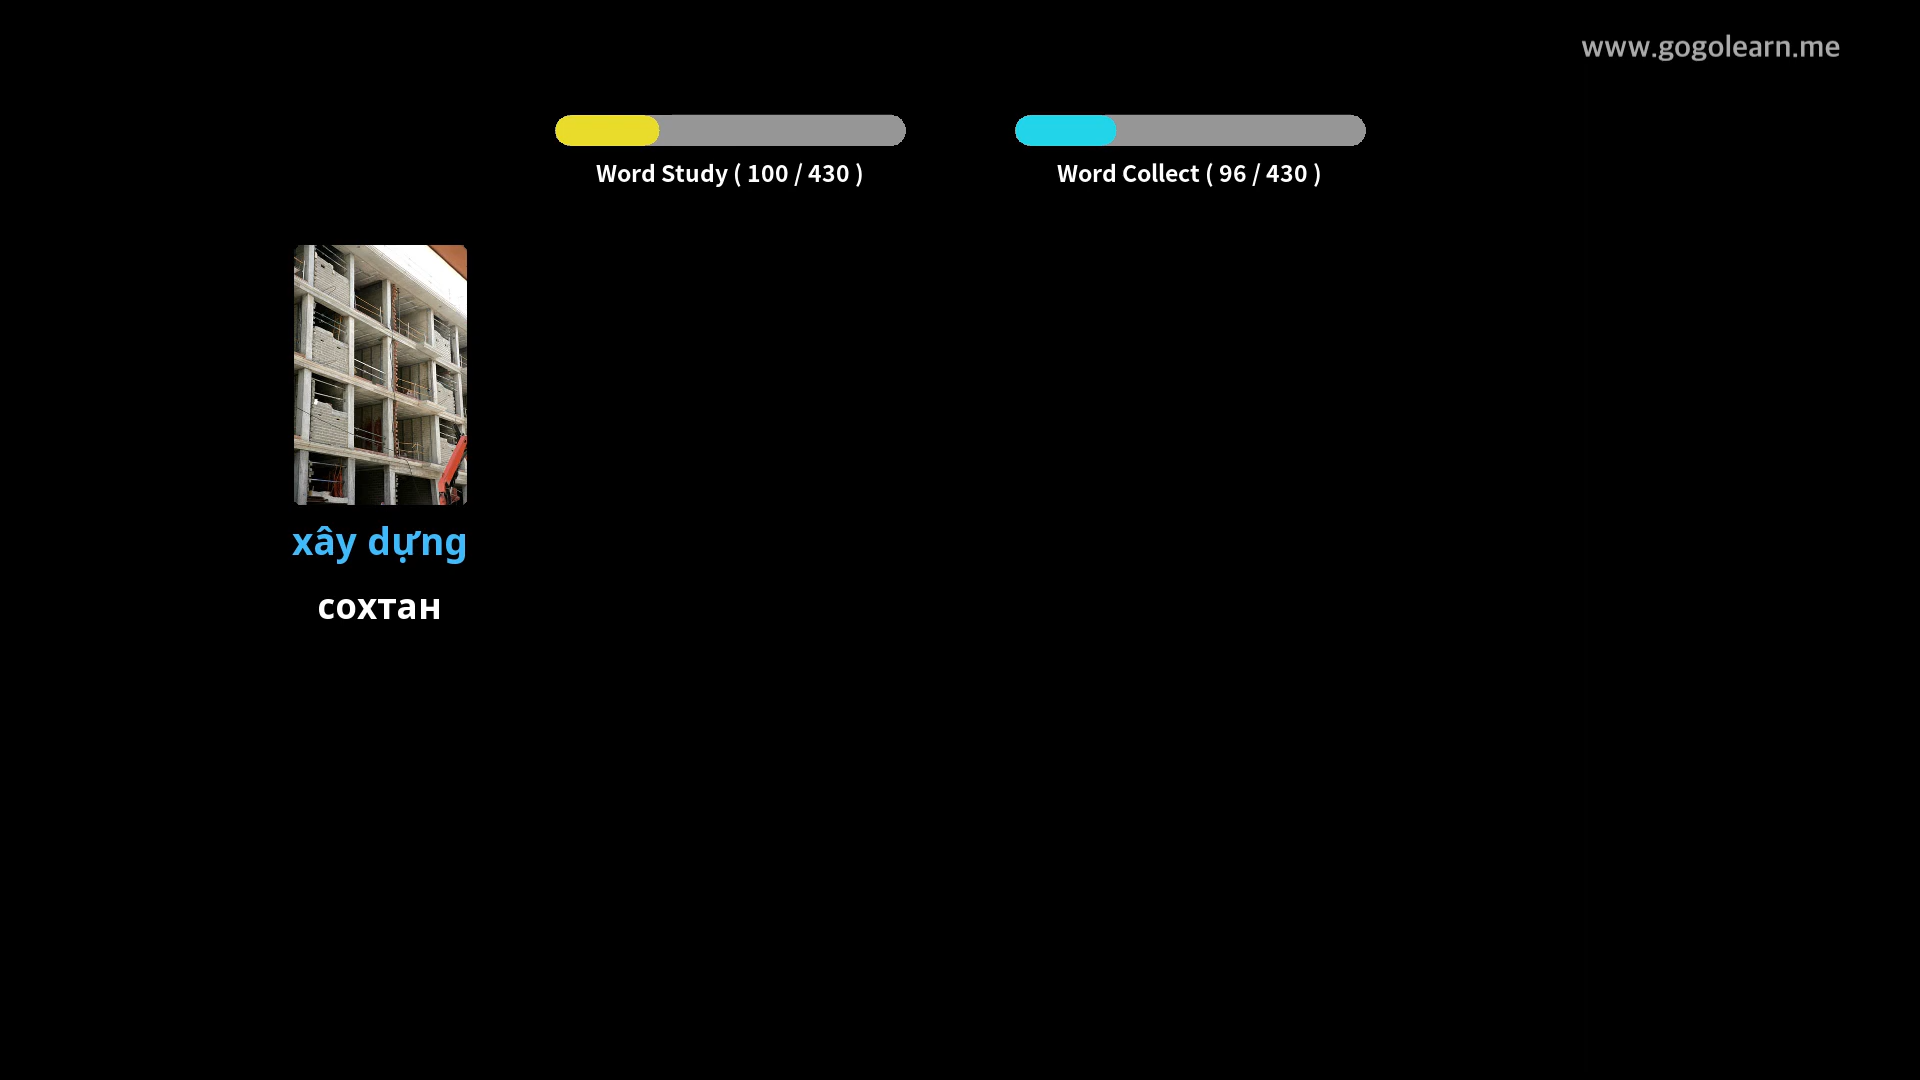 www.gogolearn.me
Word Study ( 100 / 430 )
Word Collect ( 96 / 430 )
xây dựng
сохтан